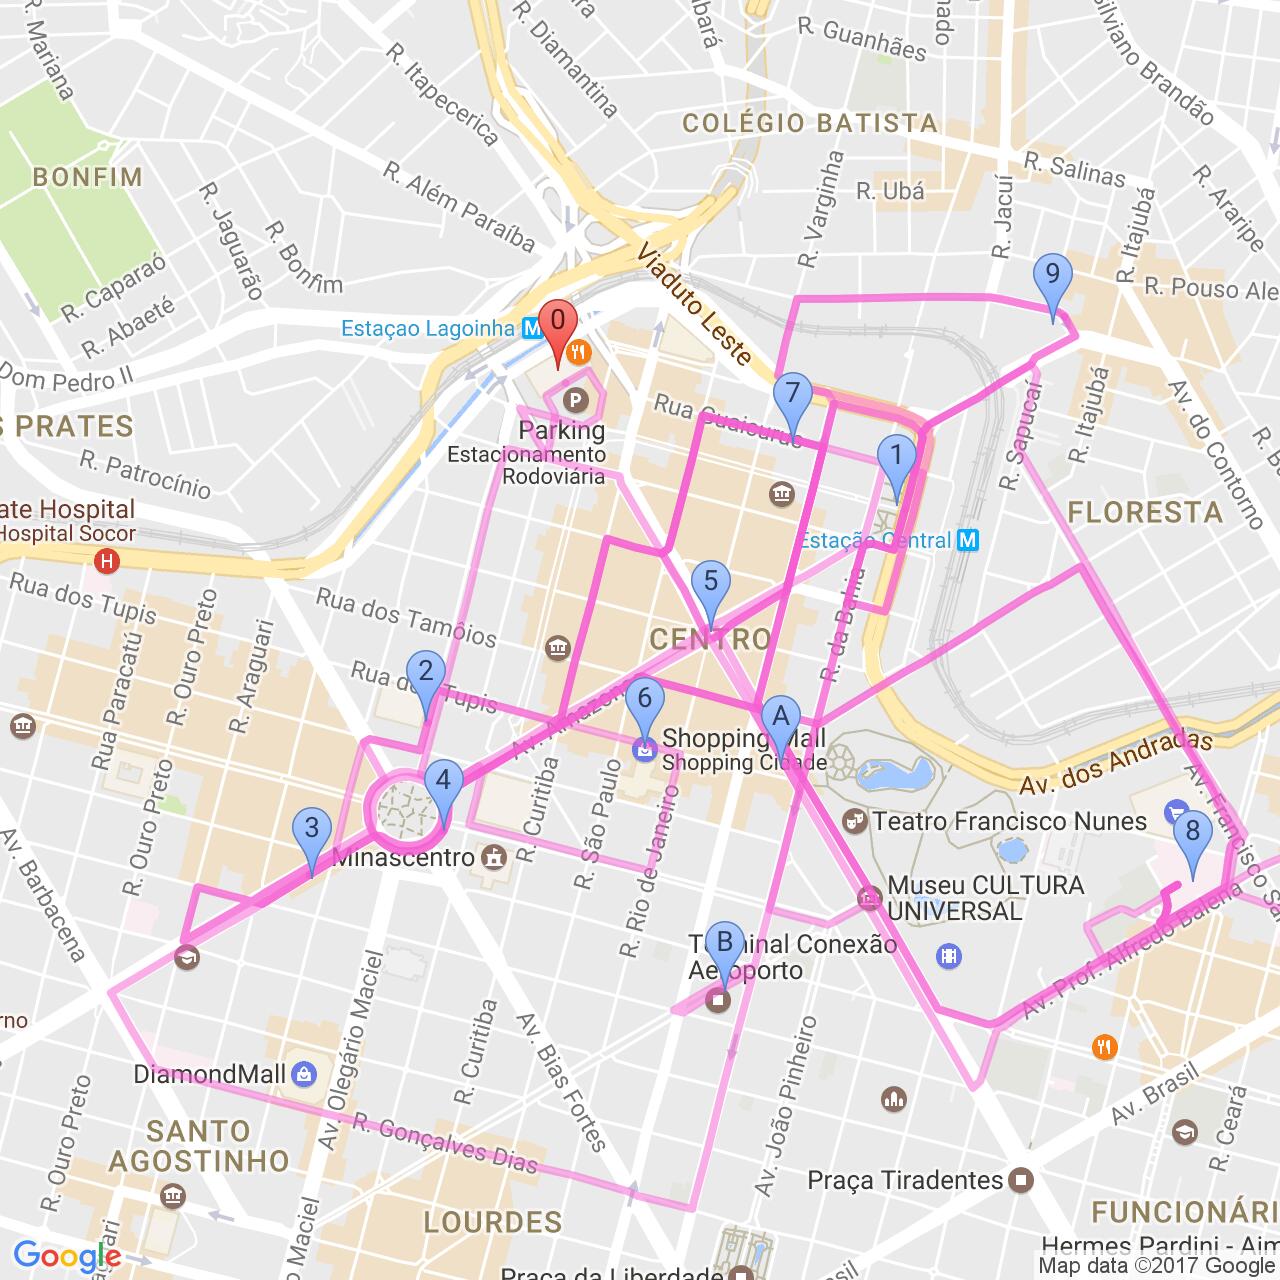 R. Mariana
R. Itapecerica
R. Diamantina
R. Guanhães
COLÉGIO BATISTA
BONFIM
R. Além Paraíba
R. Jaguarão
R. Bonfim
R. Varginha
R. Ubá
R. Jacuí
R. Salinas
R. Itajubá
R. Araripe
Silviano Brandão
R. Caparaó
R. Abaeté
Viaduto Leste
R. Pouso Ale
9
0
Estaçao Lagoinha
M
Dom Pedro II
S PRATES
R. Patrocínio
P
Parking
Estacionamento
Rodoviária
Rua Guaicurus
7
1
R. Sapucaí
R. Itajubá
Av. do Contorno
R. Ba
FLORESTA
ate Hospital
Hospital Socor
H
Estação Central
M
Rua dos Tupis
Rua dos Tamôios
5
CENTRO
R. da Bahia
Rua Paracatu
R. Ouro Preto
R. Araguari
Rua dos Tupis
2
6
A
Av. Amazonas
Shopping Mall
Shopping Cidade
Av. dos Andradas
Av. Francisco Sa
R. Ouro Preto
4
3
Minascentro
R. Curitiba
R. São Paulo
R. Rio de Janeiro
Teatro Francisco Nunes
8
Museu CULTURA
UNIVERSAL
Av. Prof. Alfredo Balena
Av. Barbacena
B
Terminal Conexão
Aeroporto
rno
R. Olegário Maciel
R. Curitiba
Av. Bias Fortes
Av. João Pinheiro
DiamondMall
R. Gonçalves Dias
R. Ouro Preto
Av. Olegário Maciel
SANTO
AGOSTINHO
Av. Brasil
R. Ceará
Praça Tiradentes
LOURDES
FUNCIONÁRI
Hermes Pardini - Aim
Google
Praça da Liberdade
Map data ©2017 Google